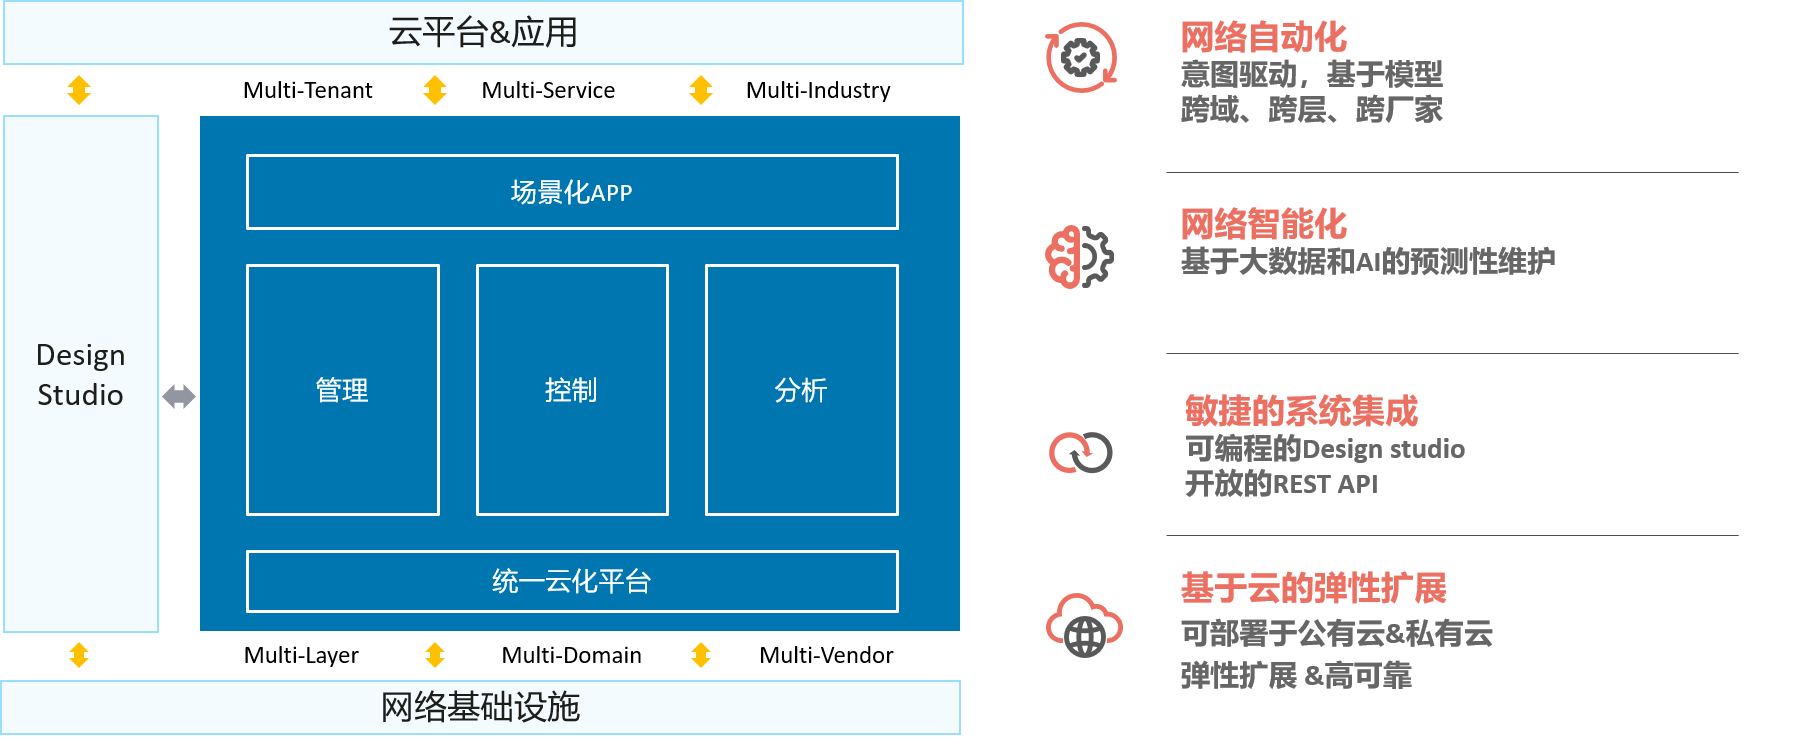 云平台&应用
Multi-Tenant
Multi-Service
Multi-Industry
Design
Studio
场景化APP
管理
控制
分析
统一云化平台
Multi-Layer
Multi-Domain
Multi-Vendor
网络基础设施
网络自动化
意图驱动，基于模型
跨域、跨层、跨厂家
网络智能化
基于大数据和AI的预测性维护
敏捷的系统集成
可编程的Design studio
开放的REST API
基于云的弹性扩展
可部署于公有云&私有云
弹性扩展 &高可靠